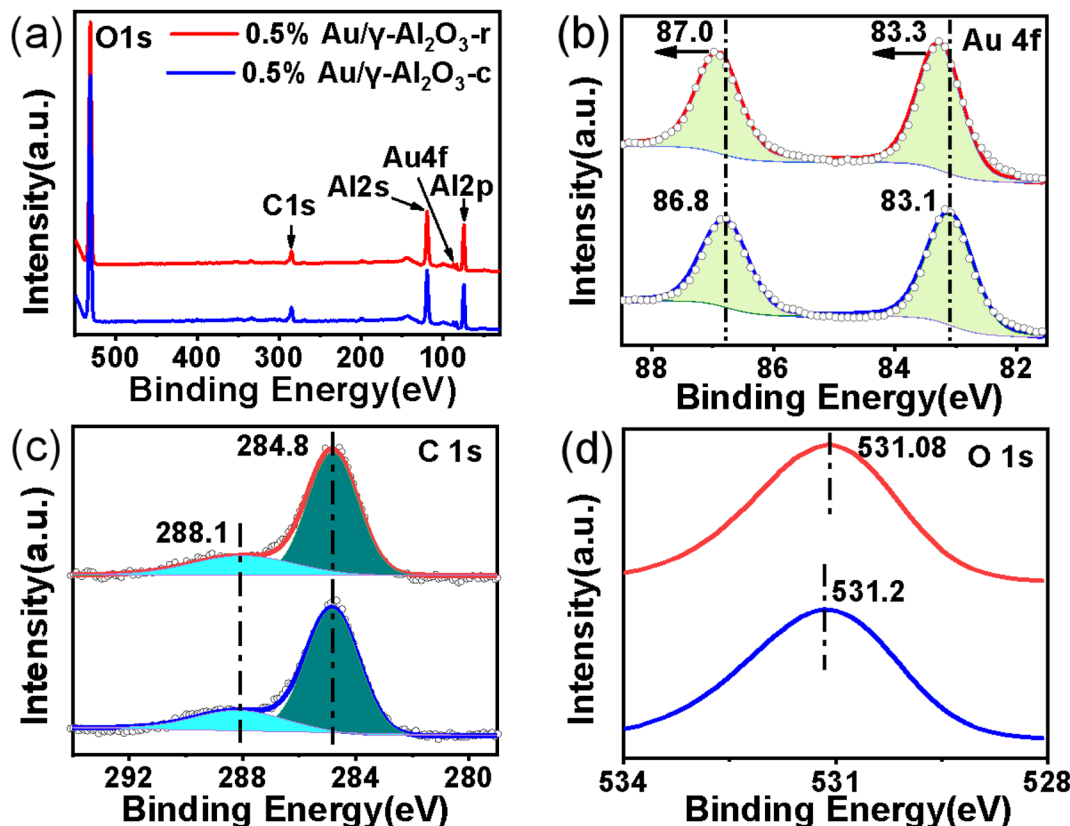 (a)
O1s
0.5% Au/γ-Al₂O₃-r
0.5% Au/γ-Al₂O₃-c
C1s
Al2s
Au4f
Al2p
500 400 300 200 100
Binding Energy(eV)
Intensity(a.u.)
(b)
87.0
83.3
Au 4f
86.8
83.1
88 86 84 82
Binding Energy(eV)
Intensity(a.u.)
(c)
284.8
C 1s
288.1
292 288 284 280
Binding Energy(eV)
Intensity(a.u.)
(d)
531.08
O 1s
531.2
534 531 528
Binding Energy(eV)
Intensity(a.u.)